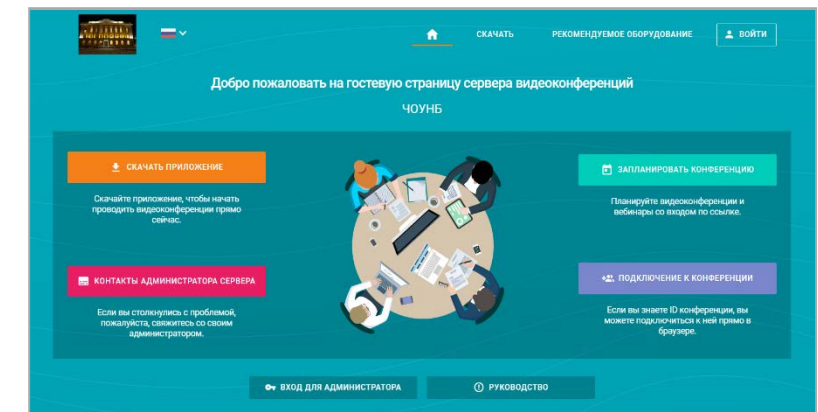 СКАЧАТЬ
РЕКОМЕНДУЕМОЕ ОБОРУДОВАНИЕ
ВОЙТИ
Добро пожаловать на гостевую страницу сервера видеоконференций
ЧОУНБ
СКАЧАТЬ ПРИЛОЖЕНИЕ
Скачайте приложение, чтобы начать
проводить видеоконференции прямо
сейчас.
ЗАПЛАНИРОВАТЬ КОНФЕРЕНЦИЮ
Планируйте видеоконференции и
вебинары со входом по ссылке.
КОНТАКТЫ АДМИНИСТРАТОРА СЕРВЕРА
Если вы столкнулись с проблемой,
пожалуйста, свяжитесь со своим
администратором.
ПОДКЛЮЧЕНИЕ К КОНФЕРЕНЦИИ
Если вы знаете ID конференции, вы
можете подключиться к ней прямо в
браузере.
ВХОД ДЛЯ АДМИНИСТРАТОРА
РУКОВОДСТВО